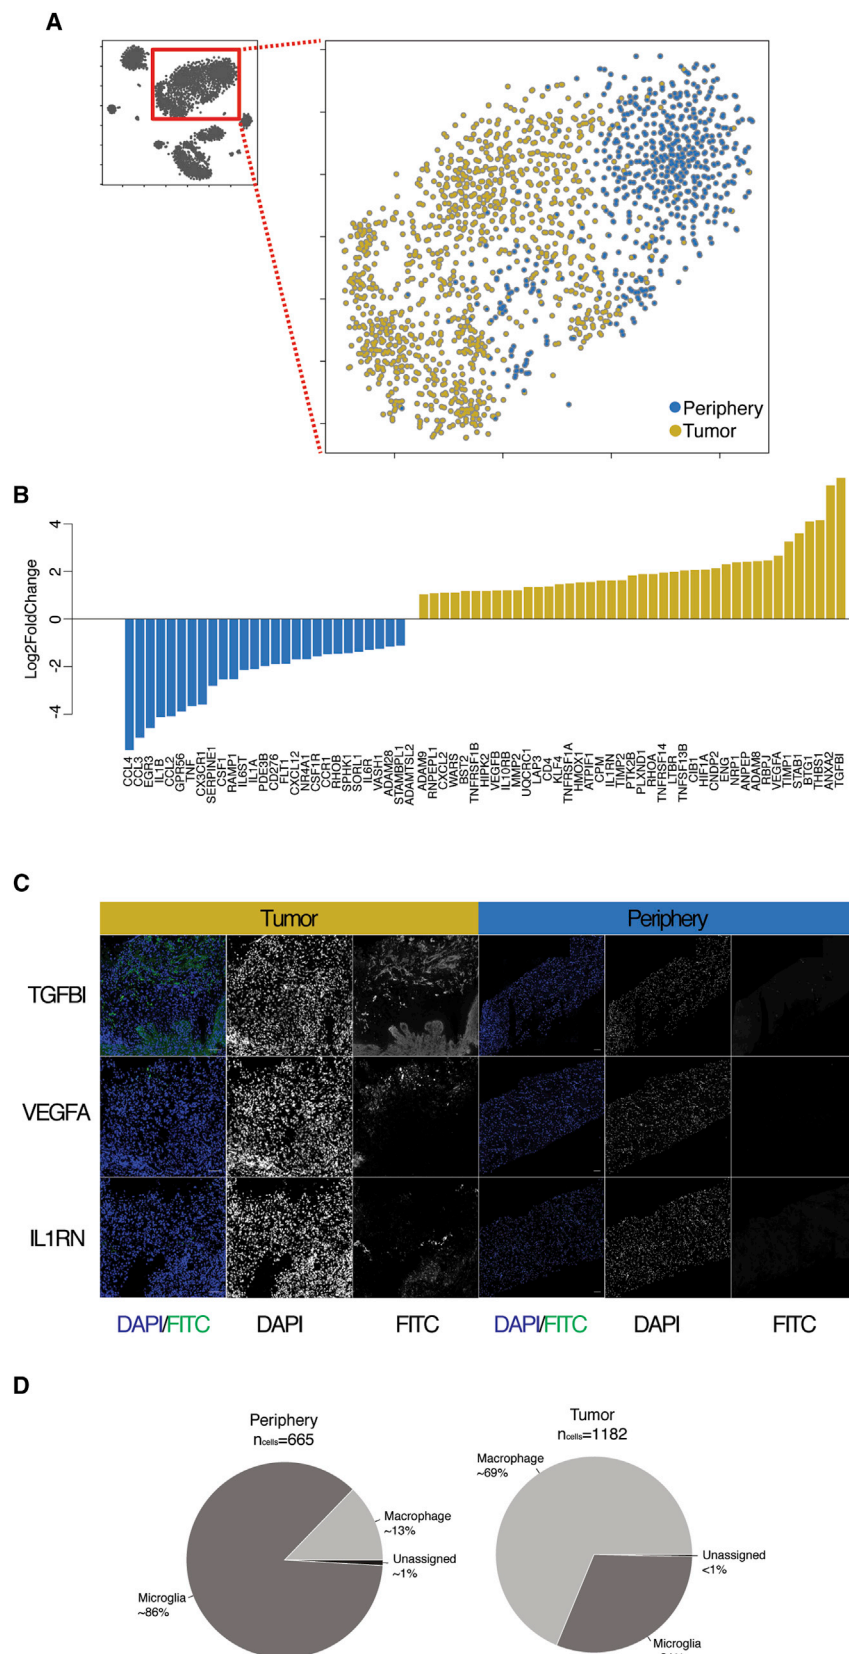 A
Periphery
Tumor
B
Log2FoldChange
4
2
0
-2
-4
CCL4
CCL3
EGR3
IL1B
CCL2
GPR56
TNF
CX3CR1
SERPINE1
CSF1
RAMP1
IL6ST
IL1A
PDE3B
CD276
FLT1
CXCL12
NR4A1
CSF1R
CCR1
RHOB
SPHK1
SORL1
IL6R
VASH1
ADAM28
STAMBPL1
ADAMTSL2
ADAM9
RNPEPL1
CXCL2
WARS
BST2
TNFRSF1B
HIPK2
VEGFB
IL10RB
MMP2
UQCRC1
LAP3
CD4
KLF4
TNFRSF1A
HMOX1
ATPIF1
CPM
IL1RN
TIMP2
PTK2B
PLXND1
RHOA
TNFRSF14
LTBR
TNFSF13B
CIB1
HIF1A
CNDP2
ENG
NRP1
ANPEP
ADAM8
RBPJ
VEGFA
TIMP1
STAB1
BTG1
THBS1
ANXA2
TGFBI
C
Tumor
Periphery
TGFBI
VEGFA
IL1RN
DAPI/FITC
DAPI
FITC
DAPI/FITC
DAPI
FITC
D
Periphery
ncells=665
Macrophage
~13%
Unassigned
~1%
Microglia
~86%
Tumor
ncells=1182
Macrophage
~69%
Unassigned
<1%
Microglia